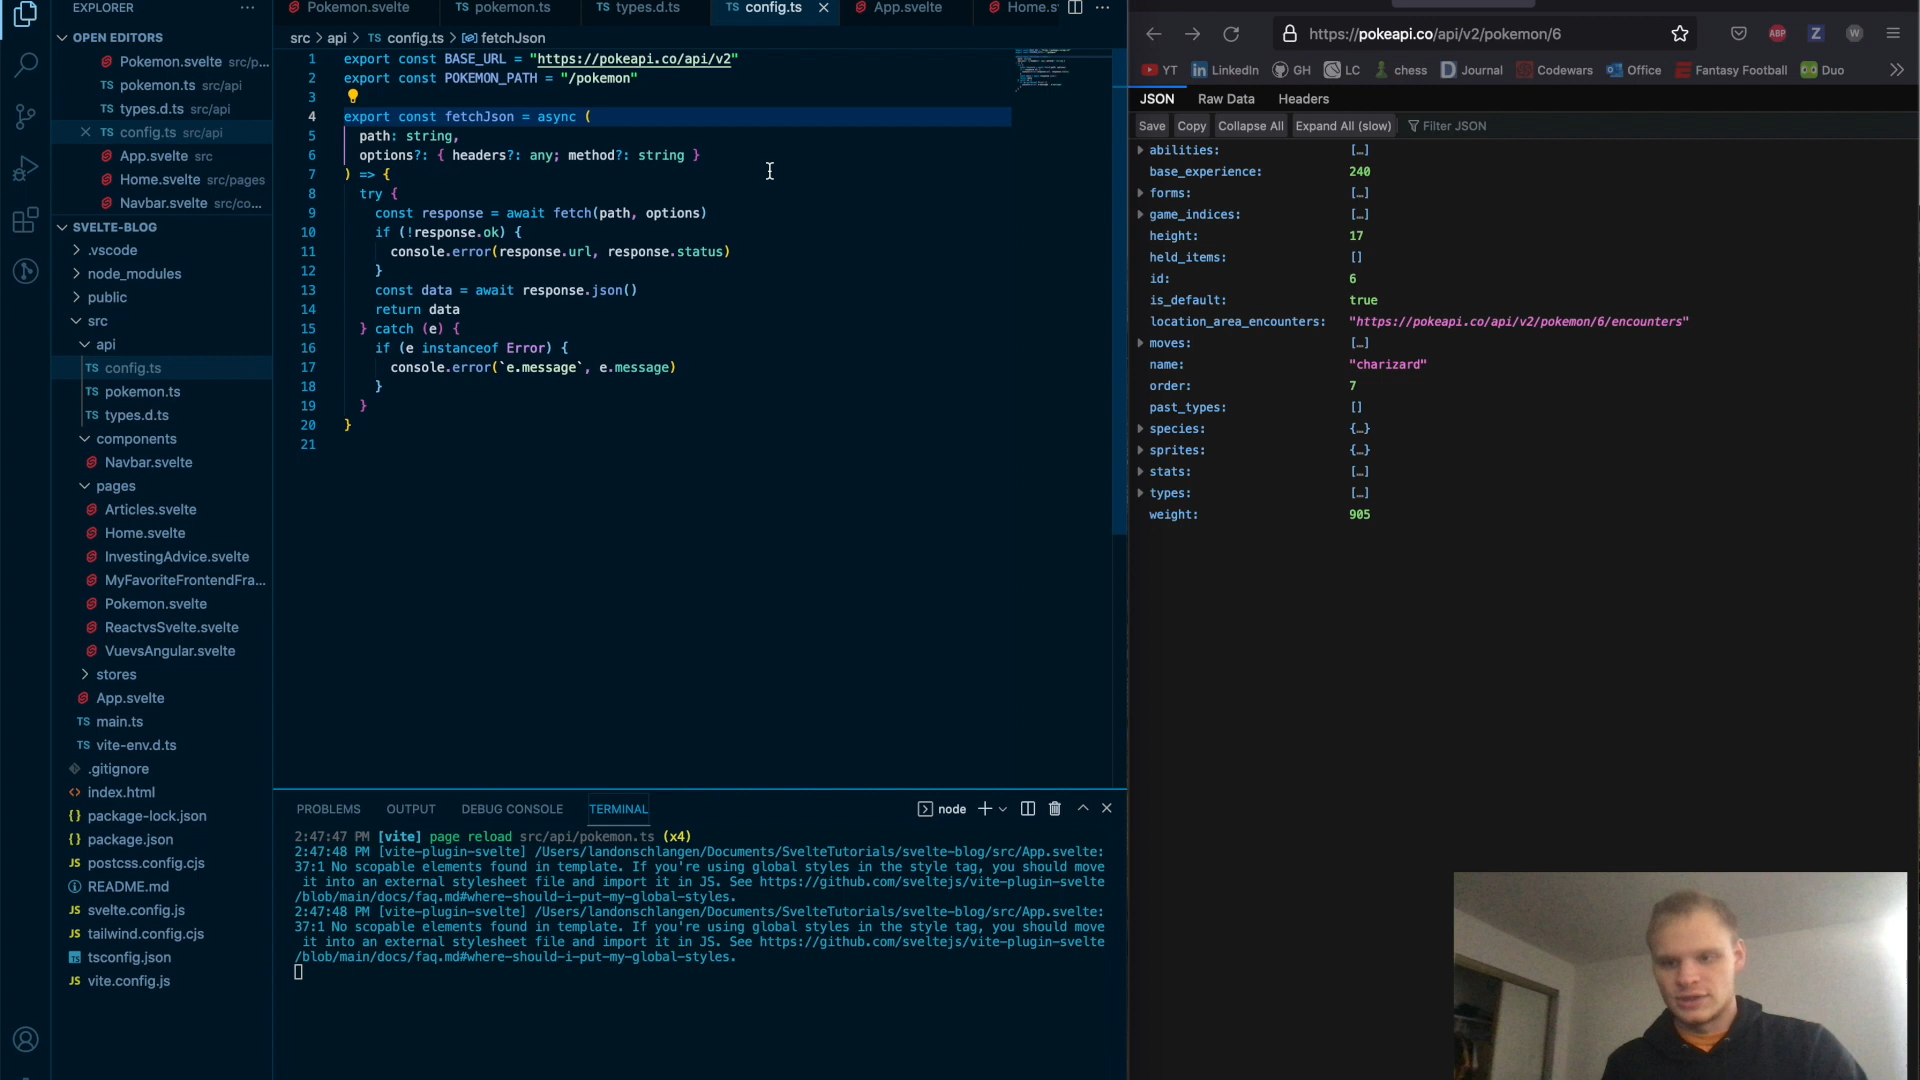 EXPLORER
OPEN EDITORS
Pokemon.svelte src/p...
TS pokemon.ts src/api
TS types.d.ts src/api
TS config.ts src/api
App.svelte src
Home.svelte src/pages
Navbar.svelte src/co...
SVELTE-BLOG
.vscode
node_modules
public
src
api
TS config.ts
TS pokemon.ts
TS types.d.ts
components
Navbar.svelte
pages
Articles.svelte
Home.svelte
InvestingAdvice.svelte
MyFavoriteFrontendFra...
Pokemon.svelte
ReactvsSvelte.svelte
VuevsAngular.svelte
stores
App.svelte
TS main.ts
TS vite-env.d.ts
.gitignore
<> index.html
{} package-lock.json
{} package.json
JS postcss.config.cjs
README.md
JS svelte.config.js
JS tailwind.config.cjs
tsconfig.json
JS vite.config.js
Pokemon.svelte TS pokemon.ts TS types.d.ts TS config.ts App.svelte Home.s
src > api > TS config.ts > fetchJson
1 export const BASE_URL = "https://pokeapi.co/api/v2"
2 export const POKEMON_PATH = "/pokemon"
3
4 export const fetchJson = async (
5 path: string,
6 options?: { headers?: any; method?: string }
7 ) => {
8 try {
9 const response = await fetch(path, options)
10 if (!response.ok) {
11 console.error(response.url, response.status)
12 }
13 const data = await response.json()
14 return data
15 } catch (e) {
16 if (e instanceof Error) {
17 console.error(`e.message`, e.message)
18 }
19 }
20 }
21
PROBLEMS OUTPUT DEBUG CONSOLE TERMINAL node
2:47:47 PM [vite] page reload src/api/pokemon.ts (x4)
2:47:48 PM [vite-plugin-svelte] /Users/landonschlangen/Documents/SvelteTutorials/svelte-blog/src/App.svelte:
37:1 No scopable elements found in template. If you're using global styles in the style tag, you should move
it into an external stylesheet file and import it in JS. See https://github.com/sveltejs/vite-plugin-svelte
/blob/main/docs/faq.md#where-should-i-put-my-global-styles.
2:47:48 PM [vite-plugin-svelte] /Users/landonschlangen/Documents/SvelteTutorials/svelte-blog/src/App.svelte:
37:1 No scopable elements found in template. If you're using global styles in the style tag, you should move
it into an external stylesheet file and import it in JS. See https://github.com/sveltejs/vite-plugin-svelte
/blob/main/docs/faq.md#where-should-i-put-my-global-styles.
https://pokeapi.co/api/v2/pokemon/6 ABP Z W
YT LinkedIn GH LC chess Journal Codewars Office Fantasy Football Duo
JSON Raw Data Headers
Save Copy Collapse All Expand All (slow) Filter JSON
abilities: […]
base_experience: 240
forms: […]
game_indices: […]
height: 17
held_items: []
id: 6
is_default: true
location_area_encounters: "https://pokeapi.co/api/v2/pokemon/6/encounters"
moves: […]
name: "charizard"
order: 7
past_types: []
species: {…}
sprites: {…}
stats: […]
types: […]
weight: 905